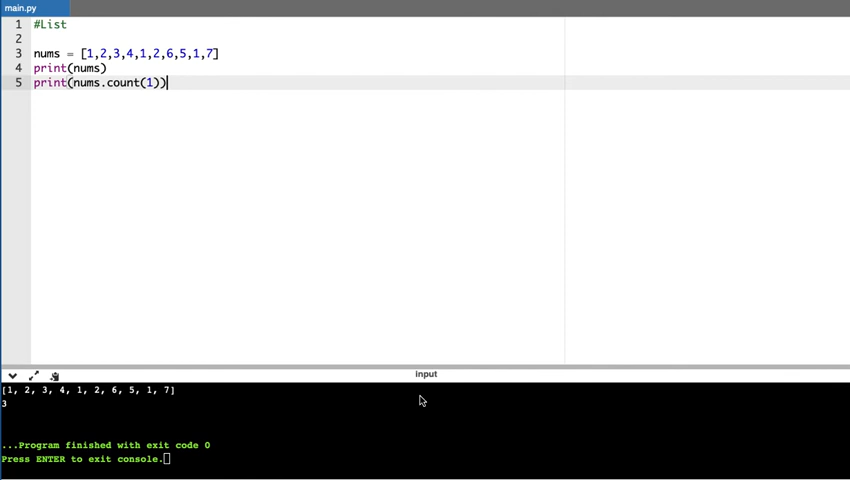 main.py
1 #List
2
3 nums = [1,2,3,4,1,2,6,5,1,7]
4 print(nums)
5 print(nums.count(1))
input
[1, 2, 3, 4, 1, 2, 6, 5, 1, 7]
3
...Program finished with exit code 0
Press ENTER to exit console.